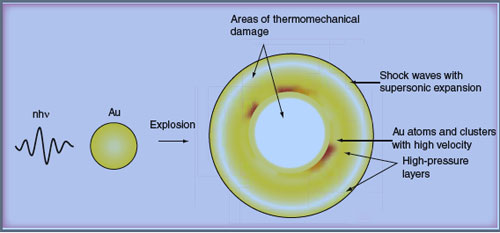 Areas of thermomechanical
damage
Shock waves with
supersonic expansion
nhν
Au
Explosion
Au atoms and clusters
with high velocity
High-pressure
layers